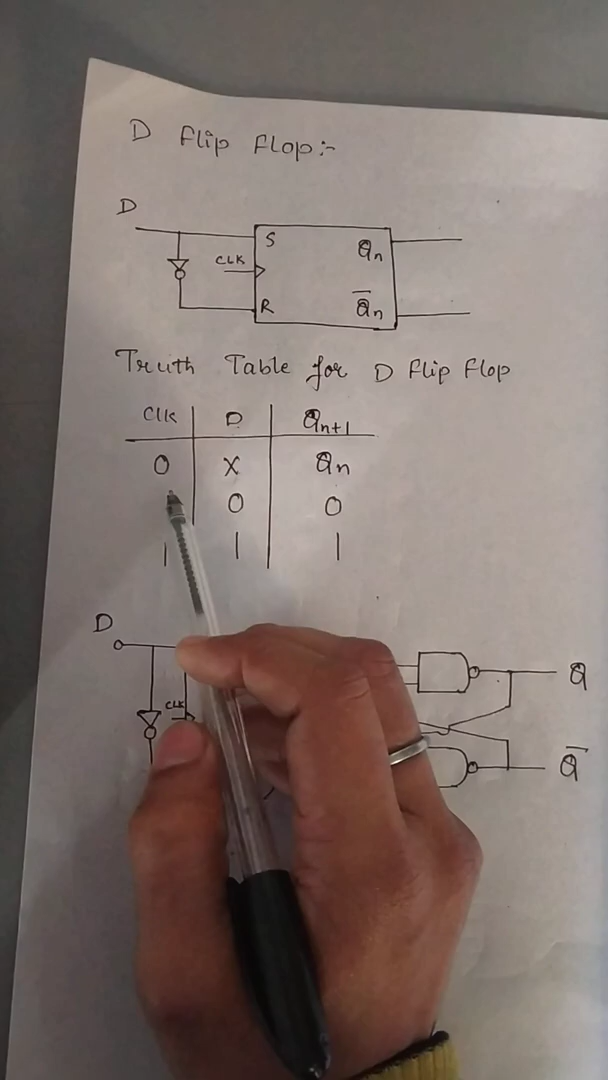 D Flip Flop:-
D
S
Qn
CLK
R
Q̅n
Truth Table for D Flip Flop
Clk D Qn+1
0 X Qn
0 0
1 1 1
D
Q
CLK
Q̅